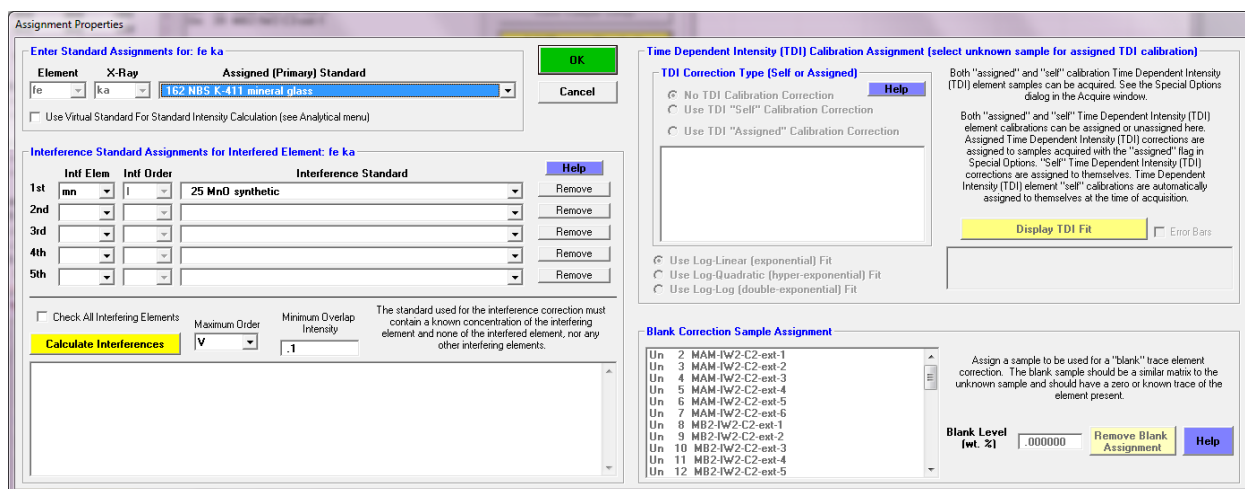 Assignment Properties
Enter Standard Assignments for: fe ka
Element X-Ray Assigned (Primary) Standard
fe ka 162 NBS K-411 mineral glass
Use Virtual Standard For Standard Intensity Calculation (see Analytical menu)
OK
Cancel
Interference Standard Assignments for Interfered Element: fe ka
Help
Intf Elem Intf Order Interference Standard
1st mn I 25 MnO synthetic Remove
2nd Remove
3rd Remove
4th Remove
5th Remove
Check All Interfering Elements
Calculate Interferences
Maximum Order
V
Minimum Overlap
Intensity
.1
The standard used for the interference correction must
contain a known concentration of the interfering
element and none of the interfered element, nor any
other interfering elements.
Time Dependent Intensity (TDI) Calibration Assignment (select unknown sample for assigned TDI calibration)
TDI Correction Type (Self or Assigned)
No TDI Calibration Correction
Help
Use TDI "Self" Calibration Correction
Use TDI "Assigned" Calibration Correction
Use Log-Linear (exponential) Fit
Use Log-Quadratic (hyper-exponential) Fit
Use Log-Log (double-exponential) Fit
Both "assigned" and "self" calibration Time Dependent Intensity
(TDI) element samples can be acquired. See the Special Options
dialog in the Acquire window.
Both "assigned" and "self" Time Dependent Intensity (TDI)
element calibrations can be assigned or unassigned here.
Assigned Time Dependent Intensity (TDI) corrections are
assigned to samples acquired with the "assigned" flag in
Special Options. "Self" Time Dependent Intensity (TDI)
corrections are assigned to themselves. Time Dependent
Intensity (TDI) element "self" calibrations are automatically
assigned to themselves at the time of acquisition.
Display TDI Fit
Error Bars
Blank Correction Sample Assignment
Un 2 MAM-IW2-C2-ext-1
Un 3 MAM-IW2-C2-ext-2
Un 4 MAM-IW2-C2-ext-3
Un 5 MAM-IW2-C2-ext-4
Un 6 MAM-IW2-C2-ext-5
Un 7 MAM-IW2-C2-ext-6
Un 8 MB2-IW2-C2-ext-1
Un 9 MB2-IW2-C2-ext-2
Un 10 MB2-IW2-C2-ext-3
Un 11 MB2-IW2-C2-ext-4
Un 12 MB2-IW2-C2-ext-5
Assign a sample to be used for a "blank" trace element
correction. The blank sample should be a similar matrix to the
unknown sample and should have a zero or known trace of the
element present.
Blank Level
(wt. %)
.000000
Remove Blank
Assignment
Help